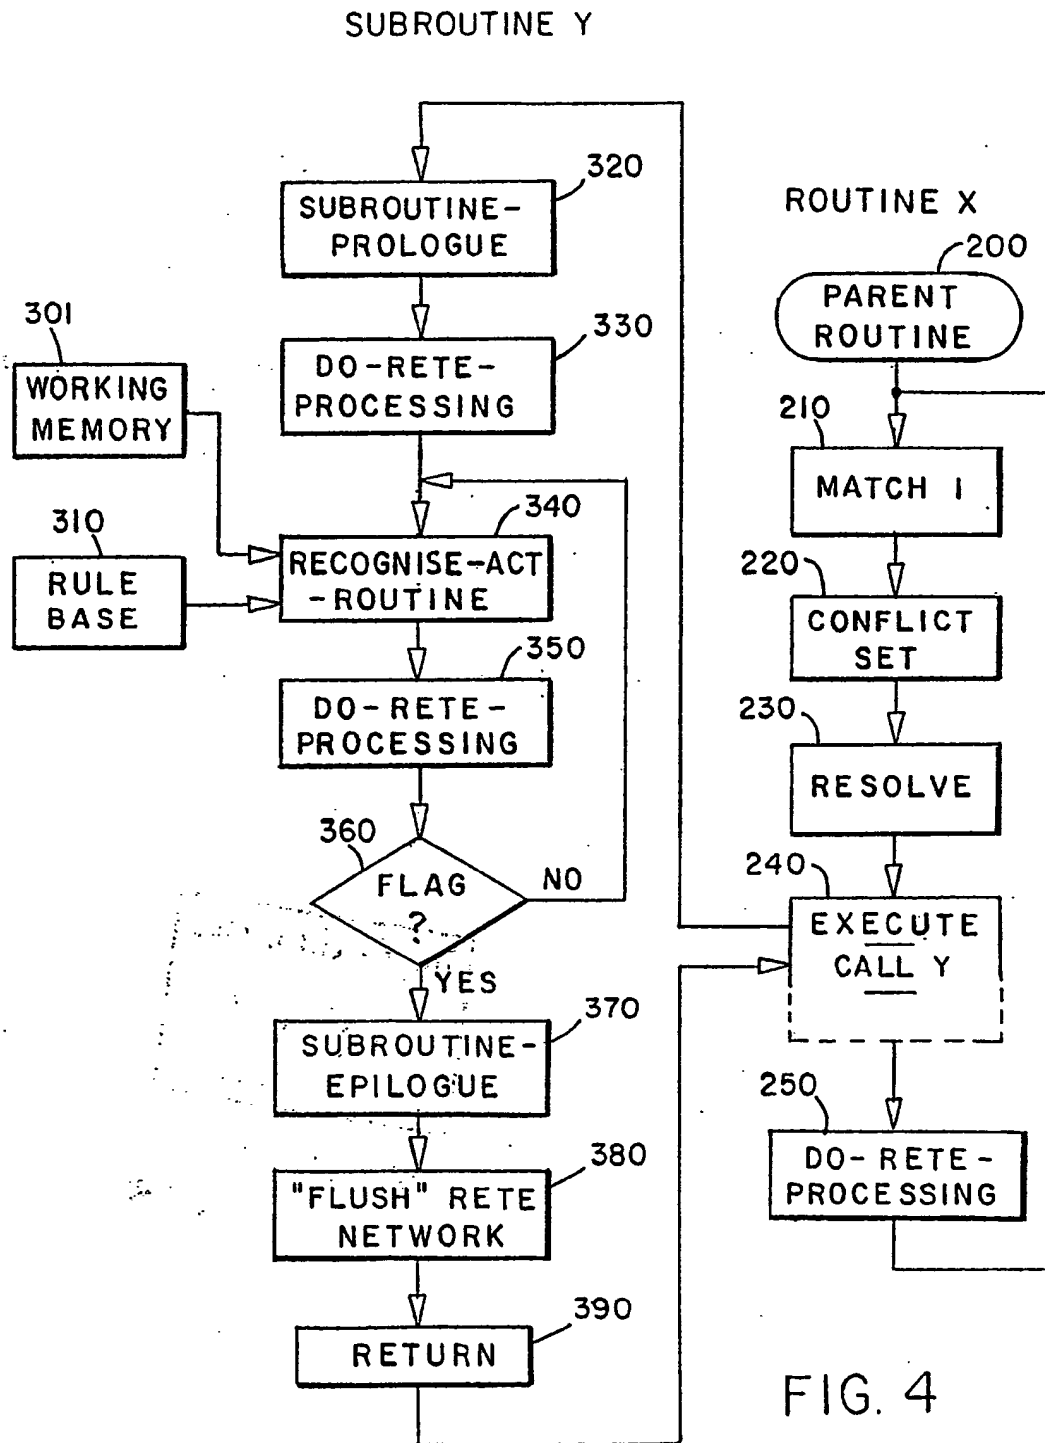 SUBROUTINE Y
320
SUBROUTINE-
PROLOGUE
330
DO-RETE-
PROCESSING
301
WORKING
MEMORY
310
RULE
BASE
340
RECOGNISE-ACT
-ROUTINE
350
DO-RETE-
PROCESSING
360
FLAG
?
NO
YES
370
SUBROUTINE-
EPILOGUE
380
"FLUSH" RETE
NETWORK
390
RETURN
ROUTINE X
200
PARENT
ROUTINE
210
MATCH 1
220
CONFLICT
SET
230
RESOLVE
240
EXECUTE
CALL Y
250
DO-RETE-
PROCESSING
FIG. 4